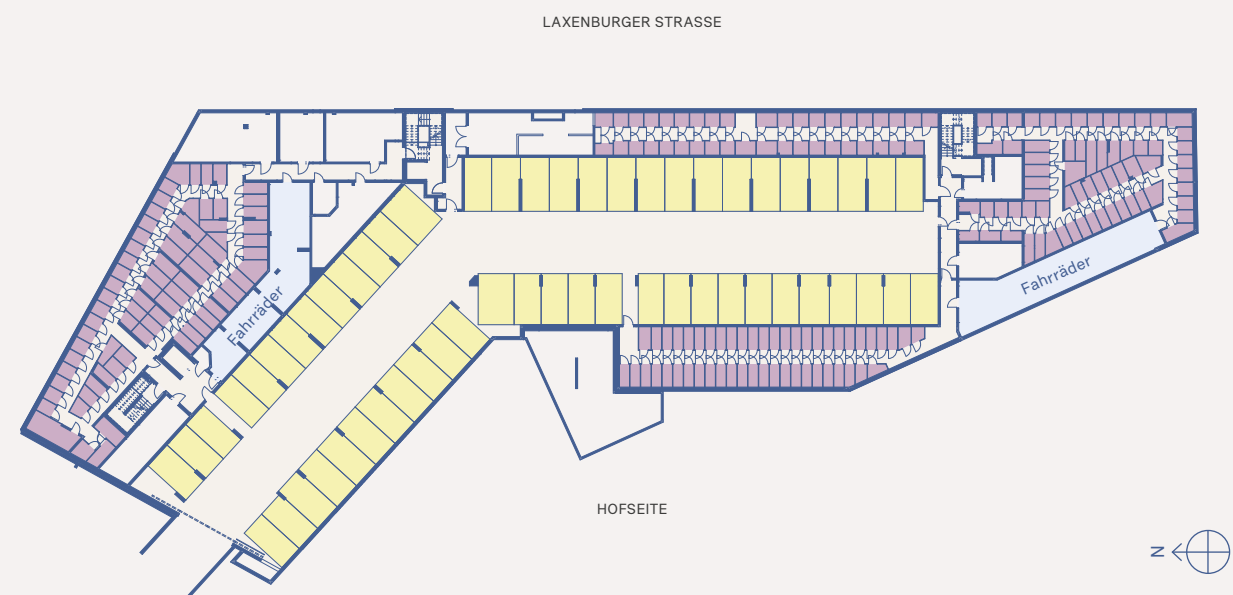 LAXENBURGER STRASSE
Fahrräder
Fahrräder
HOFSEITE
N